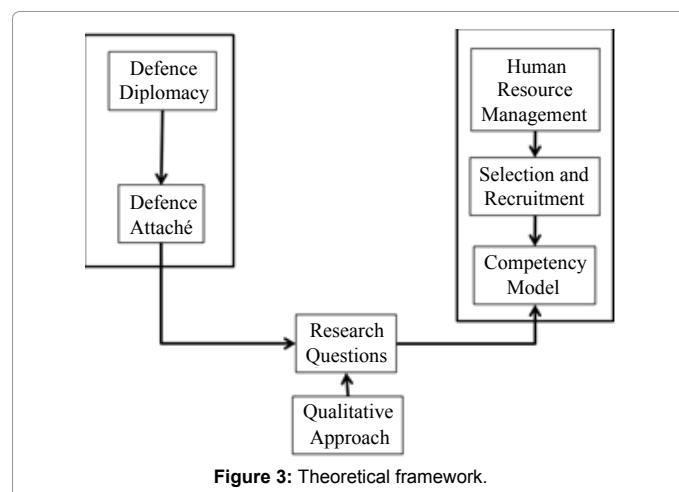 Defence
Diplomacy
Defence
Attaché
Human
Resource
Management
Selection and
Recruitment
Competency
Model
Research
Questions
Qualitative
Approach
Figure 3: Theoretical framework.